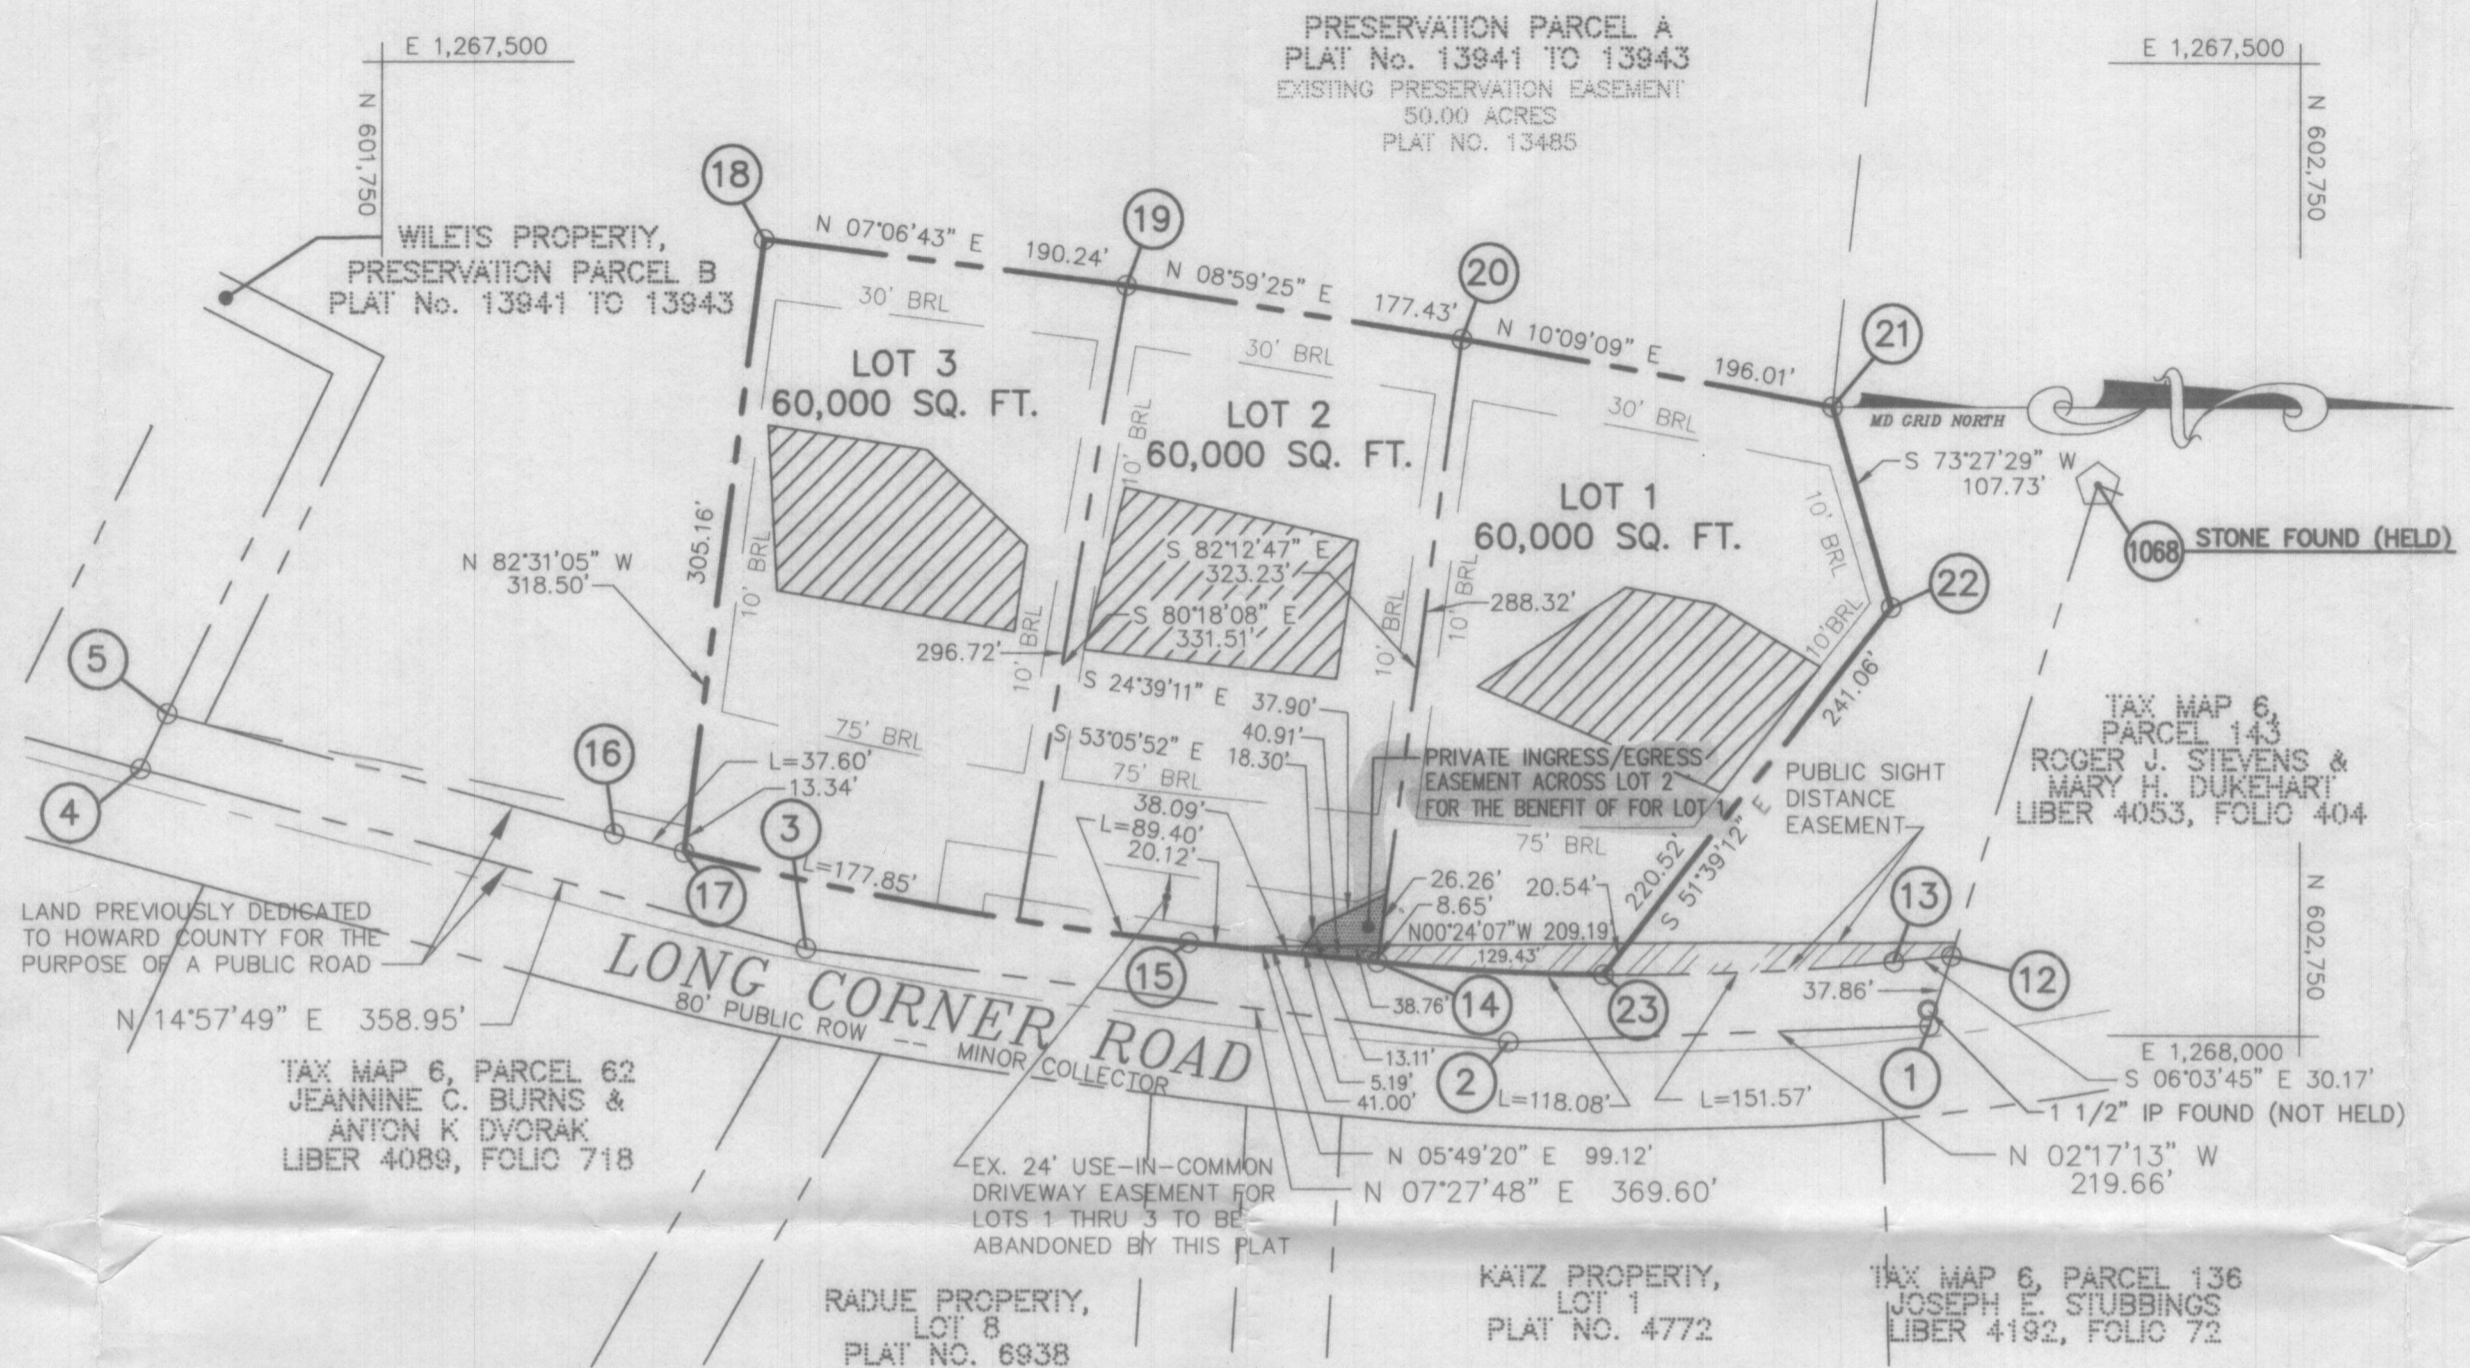 PRESERVATION PARCEL A
PLAT No. 13941 TO 13943
EXISTING PRESERVATION EASEMENT
50.00 ACRES
PLAT NO. 13485
E 1,267,500
N 601,750
E 1,267,500
N 602,750
WILET'S PROPERTY,
PRESERVATION PARCEL B
PLAT No. 13941 TO 13943
18
N 07°06'43" E 190.24'
19
N 08°59'25" E 177.43'
20
N 10°09'09" E 196.01'
21
MD GRID NORTH
30' BRL
30' BRL
30' BRL
LOT 3
60,000 SQ. FT.
LOT 2
60,000 SQ. FT.
LOT 1
60,000 SQ. FT.
S 73°27'29" W
107.73'
1068
STONE FOUND (HELD)
22
10' BRL
10' BRL
10' BRL
10' BRL
10' BRL
10' BRL
10' BRL
10' BRL
305.16'
N 82°31'05" W
318.50'
S 82°12'47" E
323.23'
S 80°18'08" E
331.51'
296.72'
288.32'
241.06'
S 24°39'11" E 37.90'
40.91'
S 53°05'52" E 18.30'
75' BRL
75' BRL
75' BRL
PRIVATE INGRESS/EGRESS
EASEMENT ACROSS LOT 2
FOR THE BENEFIT OF FOR LOT 1
PUBLIC SIGHT
DISTANCE
EASEMENT
TAX MAP 6,
PARCEL 143
ROGER J. STEVENS &
MARY H. DUKEHART
LIBER 4053, FOLIO 404
5
4
16
L=37.60'
13.34'
3
17
L=177.85'
38.09'
L=89.40'
20.12'
15
26.26'
8.65'
20.54'
N00°24'07"W 209.19'
129.43'
220.52'
S 51°39'12" E
14
23
13
12
37.86'
38.76'
13.11'
5.19'
41.00'
2
L=118.08'
L=151.57'
1
N 602,750
E 1,268,000
S 06°03'45" E 30.17'
1 1/2" IP FOUND (NOT HELD)
LAND PREVIOUSLY DEDICATED
TO HOWARD COUNTY FOR THE
PURPOSE OF A PUBLIC ROAD
LONG CORNER ROAD
80' PUBLIC ROW -- MINOR COLLECTOR
N 14°57'49" E 358.95'
TAX MAP 6, PARCEL 62
JEANNINE C. BURNS &
ANTON K DVORAK
LIBER 4089, FOLIO 718
EX. 24' USE-IN-COMMON
DRIVEWAY EASEMENT FOR
LOTS 1 THRU 3 TO BE
ABANDONED BY THIS PLAT
N 05°49'20" E 99.12'
N 07°27'48" E 369.60'
N 02°17'13" W
219.66'
RADUE PROPERTY,
LOT 8
PLAT NO. 6938
KATZ PROPERTY,
LOT 1
PLAT NO. 4772
TAX MAP 6, PARCEL 136
JOSEPH E. STUBBINGS
LIBER 4192, FOLIO 72